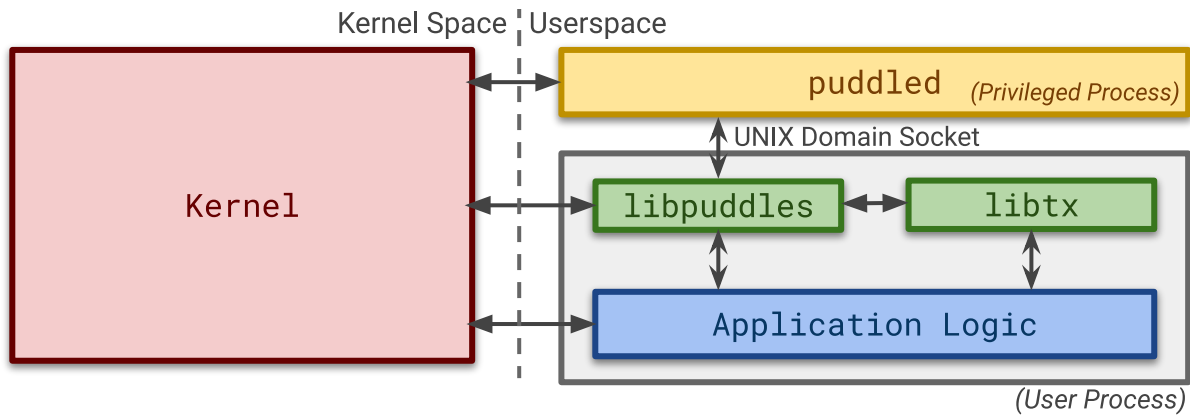 Kernel Space
Userspace
puddled
(Privileged Process)
UNIX Domain Socket
Kernel
libpuddles
libtx
Application Logic
(User Process)